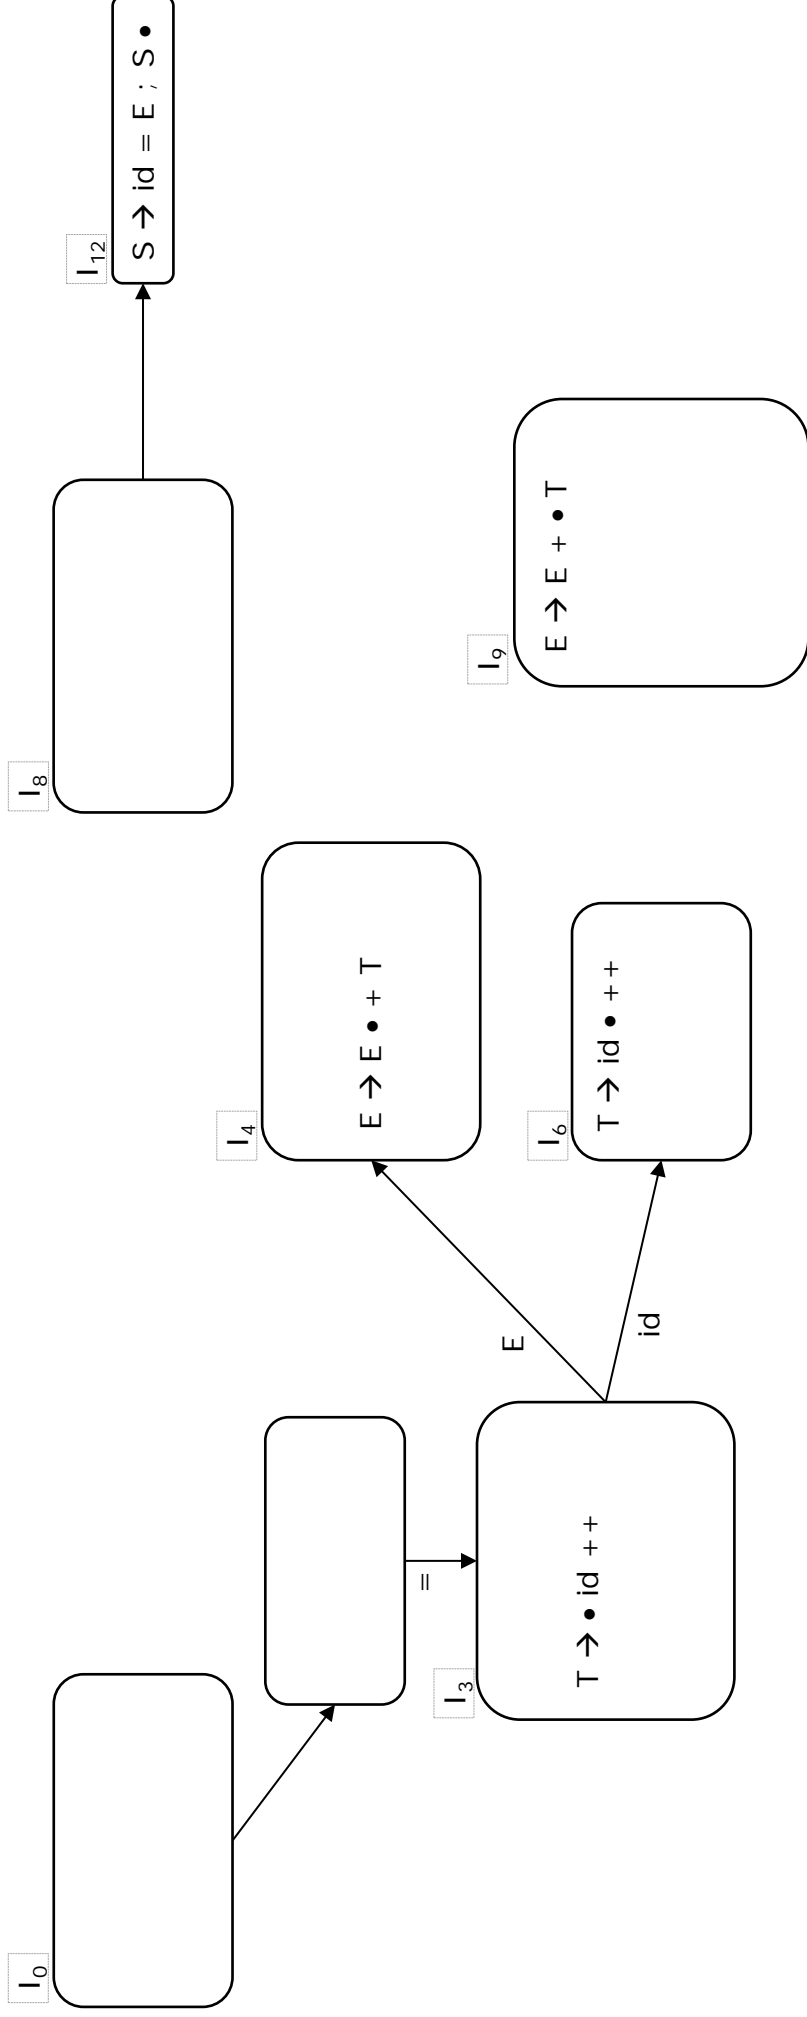 I0
=
I3
T → • id ++
E
id
I4
E → E • + T
I6
T → id • ++
I8
I9
E → E + • T
I12
S → id = E ; S •